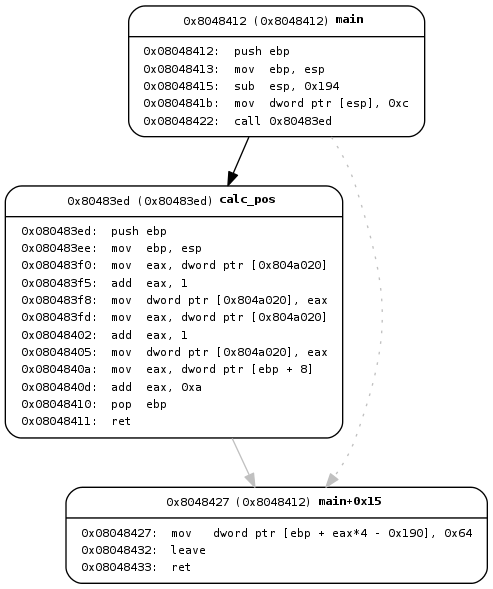 0x8048412 (0x8048412) main
0x08048412: push ebp
0x08048413: mov ebp, esp
0x08048415: sub esp, 0x194
0x0804841b: mov dword ptr [esp], 0xc
0x08048422: call 0x80483ed
0x80483ed (0x80483ed) calc_pos
0x080483ed: push ebp
0x080483ee: mov ebp, esp
0x080483f0: mov eax, dword ptr [0x804a020]
0x080483f5: add eax, 1
0x080483f8: mov dword ptr [0x804a020], eax
0x080483fd: mov eax, dword ptr [0x804a020]
0x08048402: add eax, 1
0x08048405: mov dword ptr [0x804a020], eax
0x0804840a: mov eax, dword ptr [ebp + 8]
0x0804840d: add eax, 0xa
0x08048410: pop ebp
0x08048411: ret
0x8048427 (0x8048412) main+0x15
0x08048427: mov dword ptr [ebp + eax*4 - 0x190], 0x64
0x08048432: leave
0x08048433: ret